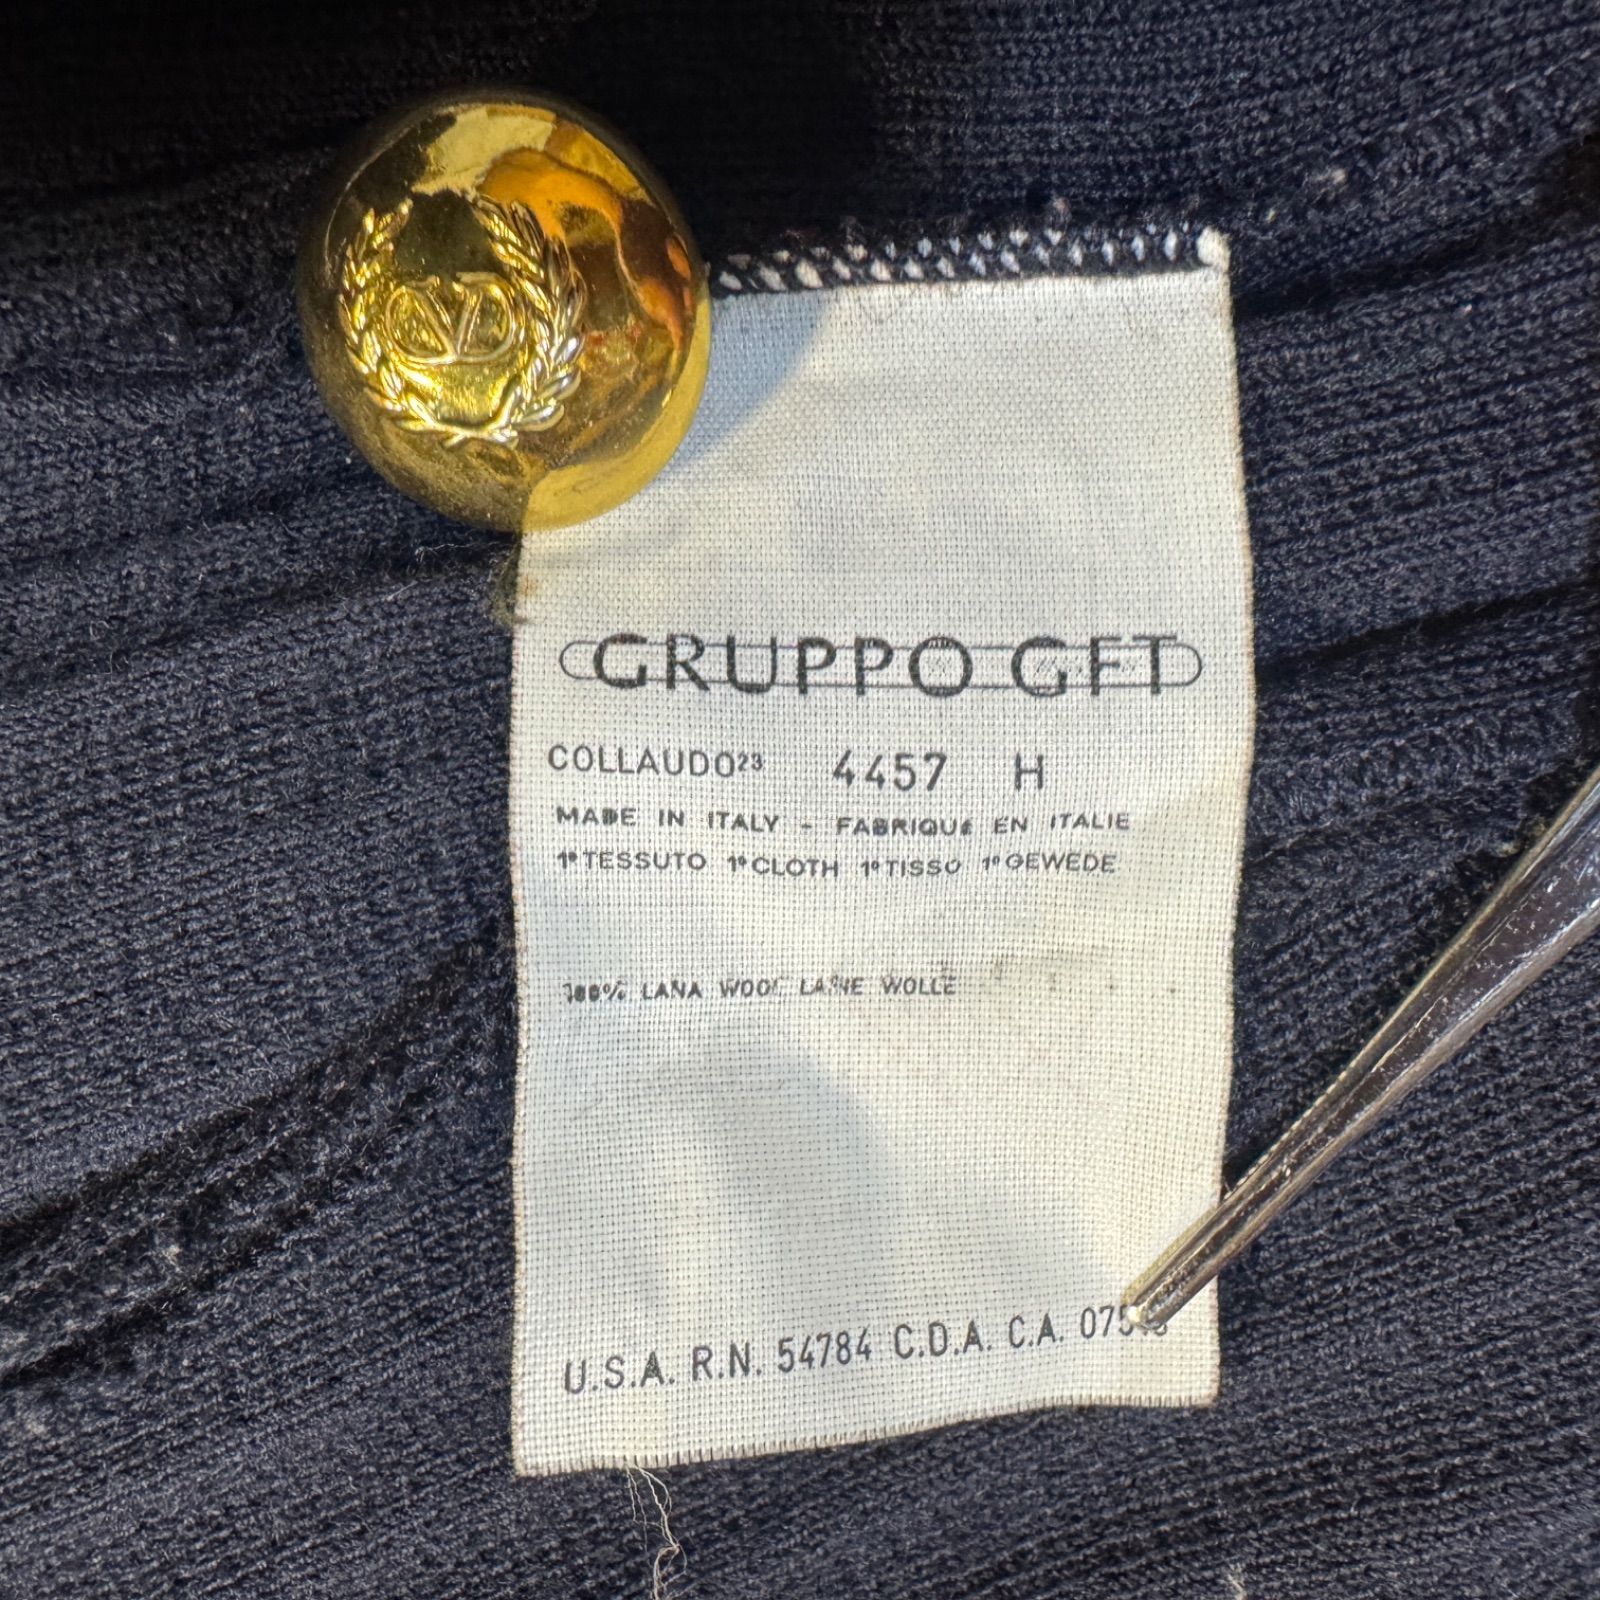 GRUPPO GFT
COLLAUDO²³ 4457 H
MADE IN ITALY - FABRIQUE EN ITALIE
1°TESSUTO 1°CLOTH 1°TISSO 1°GEWEDE
100% LANA WOOL LAINE WOLLE
U.S.A. R.N. 54784 C.D.A. C.A.